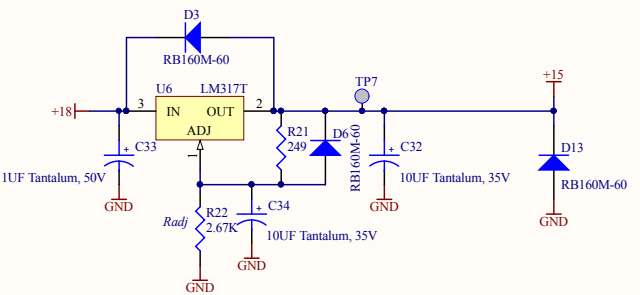 D3
RB160M-60
TP7
+15
U6
LM317T
+18
3
IN
OUT
2
ADJ
1
C33
+
1UF Tantalum, 50V
GND
R21
249
D6
RB160M-60
C32
+
10UF Tantalum, 35V
GND
D13
RB160M-60
GND
Radj
R22
2.67K
GND
C34
+
10UF Tantalum, 35V
GND